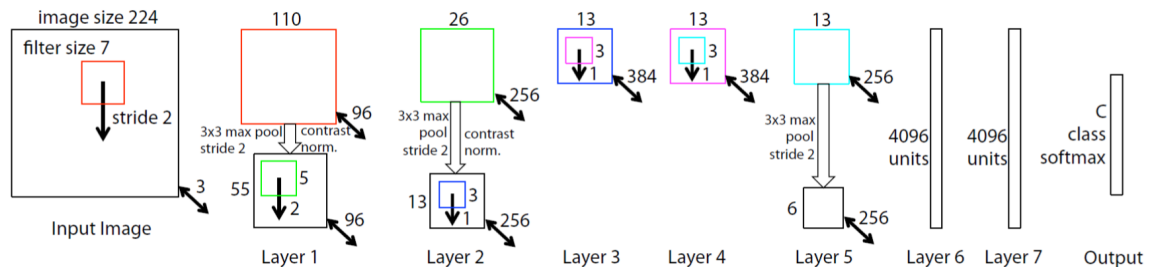 image size 224
filter size 7
stride 2
3
Input Image
110
96
3x3 max pool
stride 2
contrast
norm.
55
5
2
96
Layer 1
26
256
3x3 max
pool
stride 2
contrast
norm.
13
3
1
256
Layer 2
13
3
1
384
Layer 3
13
3
1
384
Layer 4
13
256
3x3 max
pool
stride 2
6
256
Layer 5
4096
units
Layer 6
4096
units
Layer 7
C
class
softmax
Output